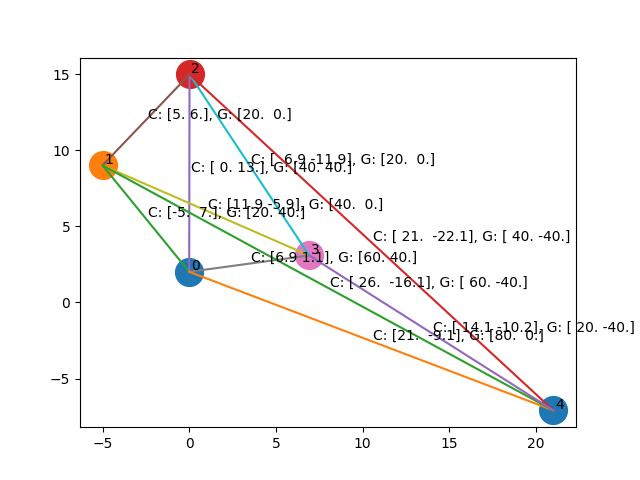 15
10
5
0
−5
−5
0
5
10
15
20
2
1
3
0
4
C: [5. 6.], G: [20. 0.]
C: [ 6.9 -11.9], G: [20. 0.]
C: [ 0. 13.], G: [40. 40.]
C: [11.9 -5.9], G: [40. 0.]
C: [-5. 7.], G: [20. 40.]
C: [ 21. -22.1], G: [ 40. -40.]
C: [6.9 1.1], G: [60. 40.]
C: [ 26. -16.1], G: [ 60. -40.]
C: [ 14.1 -10.2], G: [ 20. -40.]
C: [21. -9.1], G: [80. 0.]